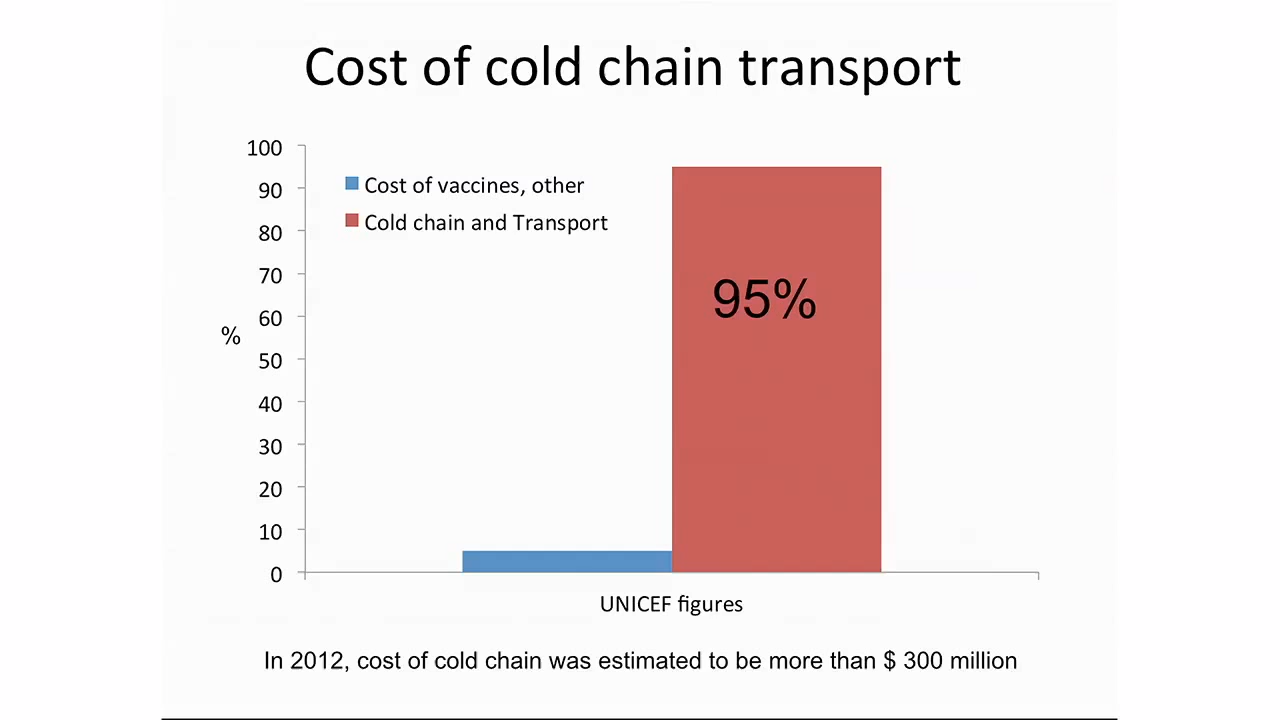 Cost of cold chain transport
100
90
80
70
60
50
40
30
20
10
0
%
Cost of vaccines, other
Cold chain and Transport
95%
UNICEF figures
In 2012, cost of cold chain was estimated to be more than $ 300 million